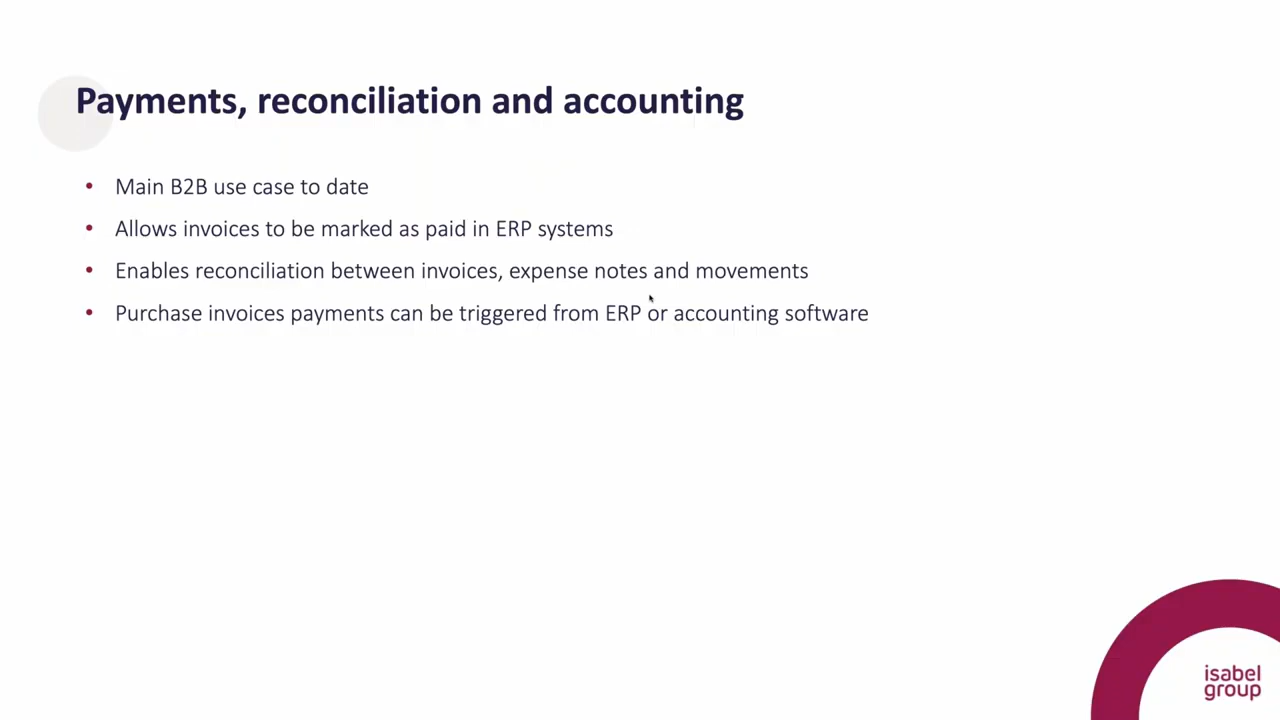 Payments, reconciliation and accounting
• Main B2B use case to date
• Allows invoices to be marked as paid in ERP systems
• Enables reconciliation between invoices, expense notes and movements
• Purchase invoices payments can be triggered from ERP or accounting software
isabel
group